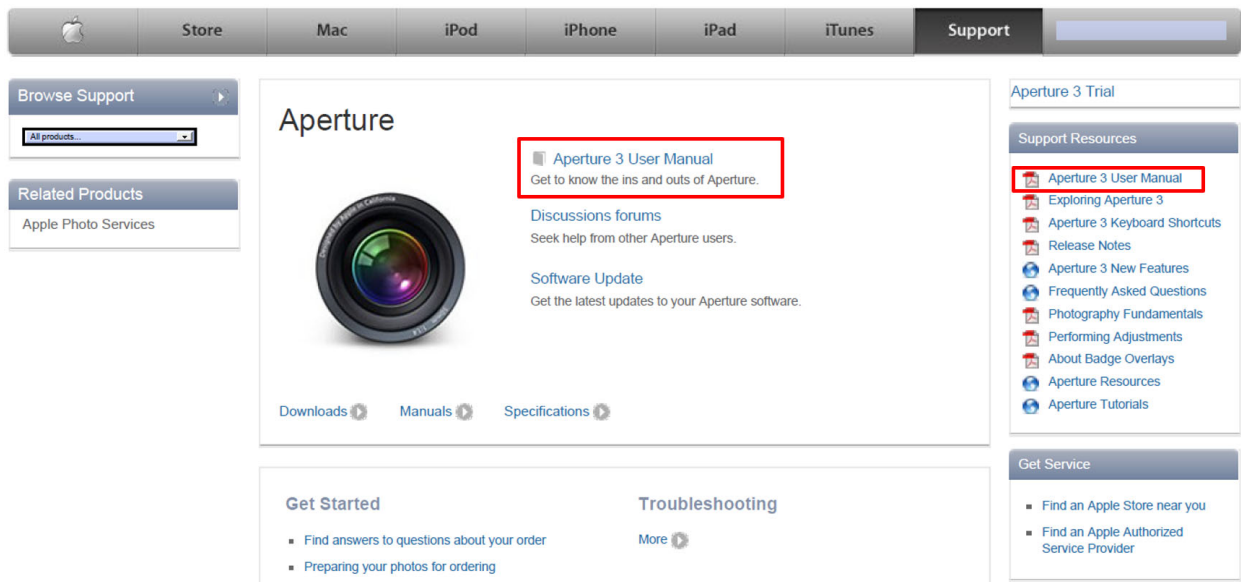 Store Mac iPod iPhone iPad iTunes Support
Browse Support
All products...
Related Products
Apple Photo Services
Aperture
Designed by Apple in California
Aperture 3 User Manual
Get to know the ins and outs of Aperture.
Discussions forums
Seek help from other Aperture users.
Software Update
Get the latest updates to your Aperture software.
Downloads Manuals Specifications
Get Started
Find answers to questions about your order
Preparing your photos for ordering
Troubleshooting
More
Aperture 3 Trial
Support Resources
Aperture 3 User Manual
Exploring Aperture 3
Aperture 3 Keyboard Shortcuts
Release Notes
Aperture 3 New Features
Frequently Asked Questions
Photography Fundamentals
Performing Adjustments
About Badge Overlays
Aperture Resources
Aperture Tutorials
Get Service
Find an Apple Store near you
Find an Apple Authorized
Service Provider